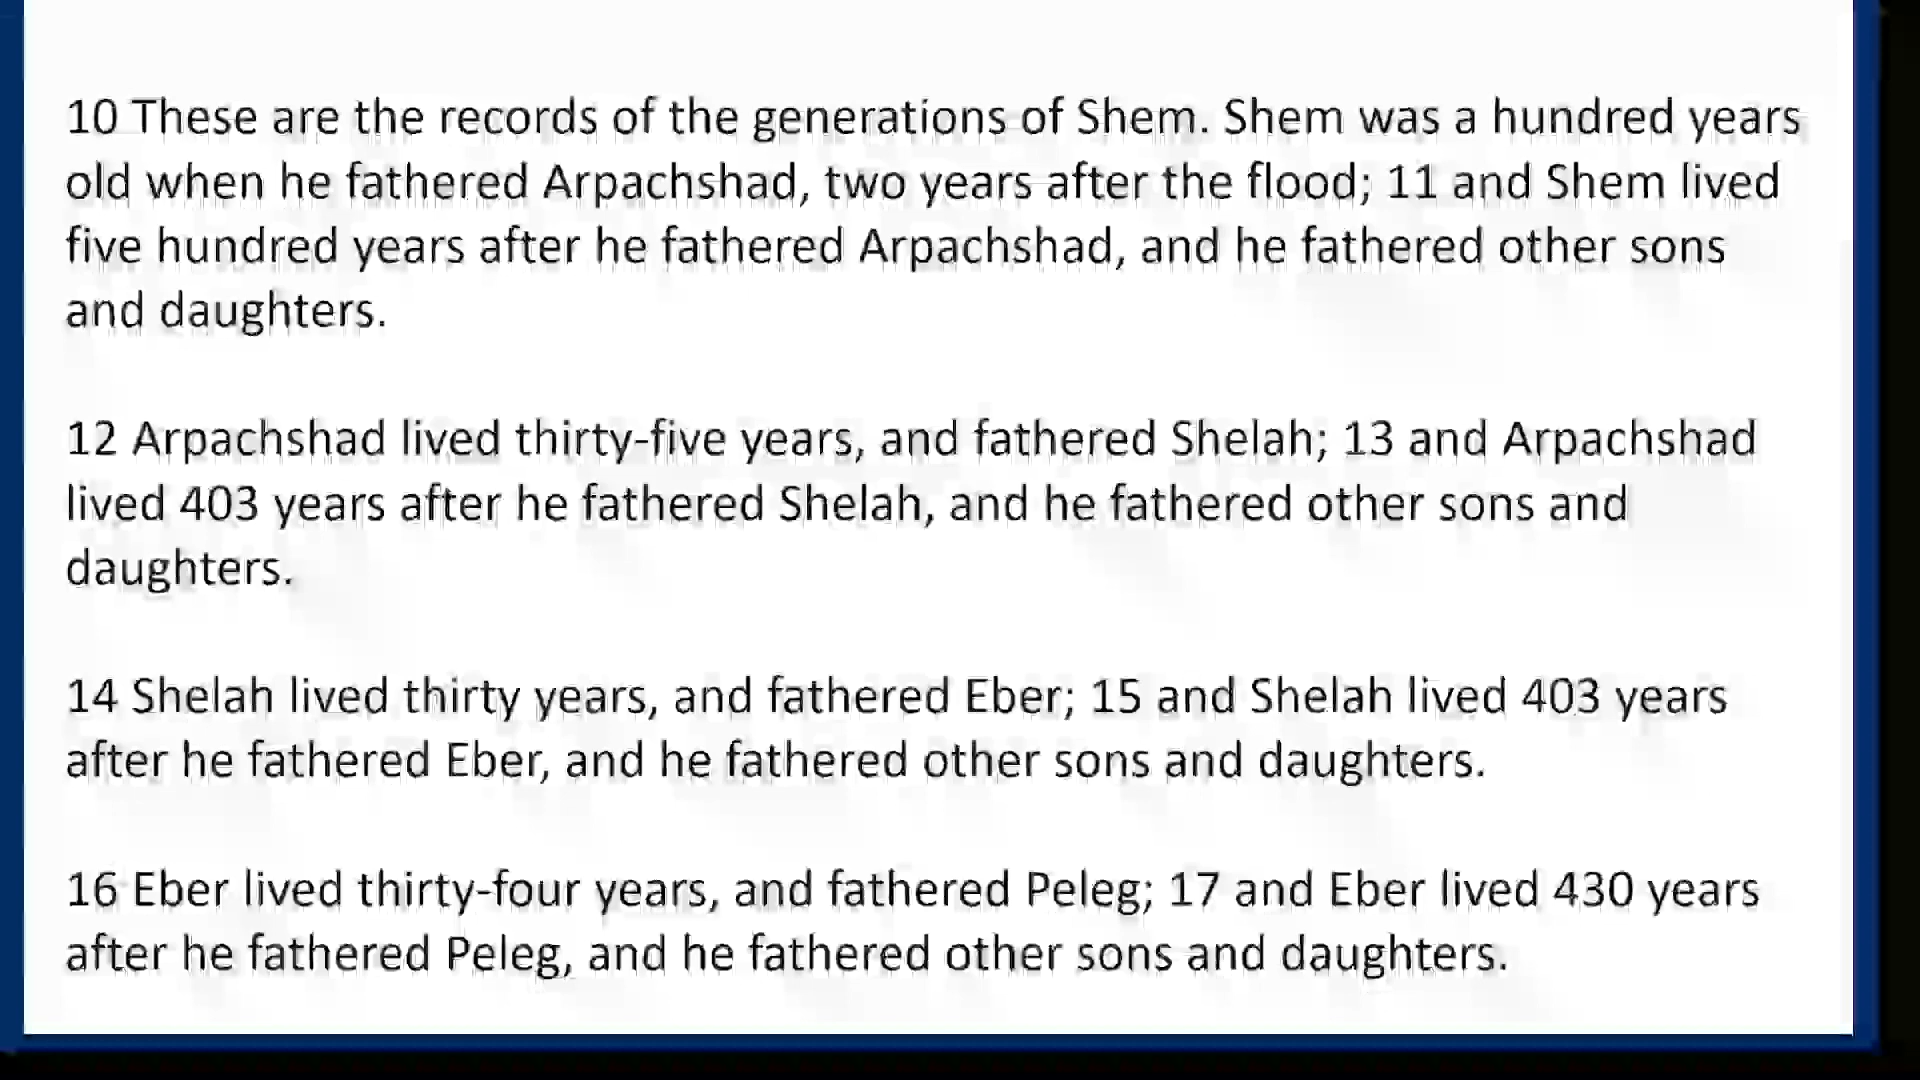 10 These are the records of the generations of Shem. Shem was a hundred years
old when he fathered Arpachshad, two years after the flood; 11 and Shem lived
five hundred years after he fathered Arpachshad, and he fathered other sons
and daughters.
12 Arpachshad lived thirty-five years, and fathered Shelah; 13 and Arpachshad
lived 403 years after he fathered Shelah, and he fathered other sons and
daughters.
14 Shelah lived thirty years, and fathered Eber; 15 and Shelah lived 403 years
after he fathered Eber, and he fathered other sons and daughters.
16 Eber lived thirty-four years, and fathered Peleg; 17 and Eber lived 430 years
after he fathered Peleg, and he fathered other sons and daughters.